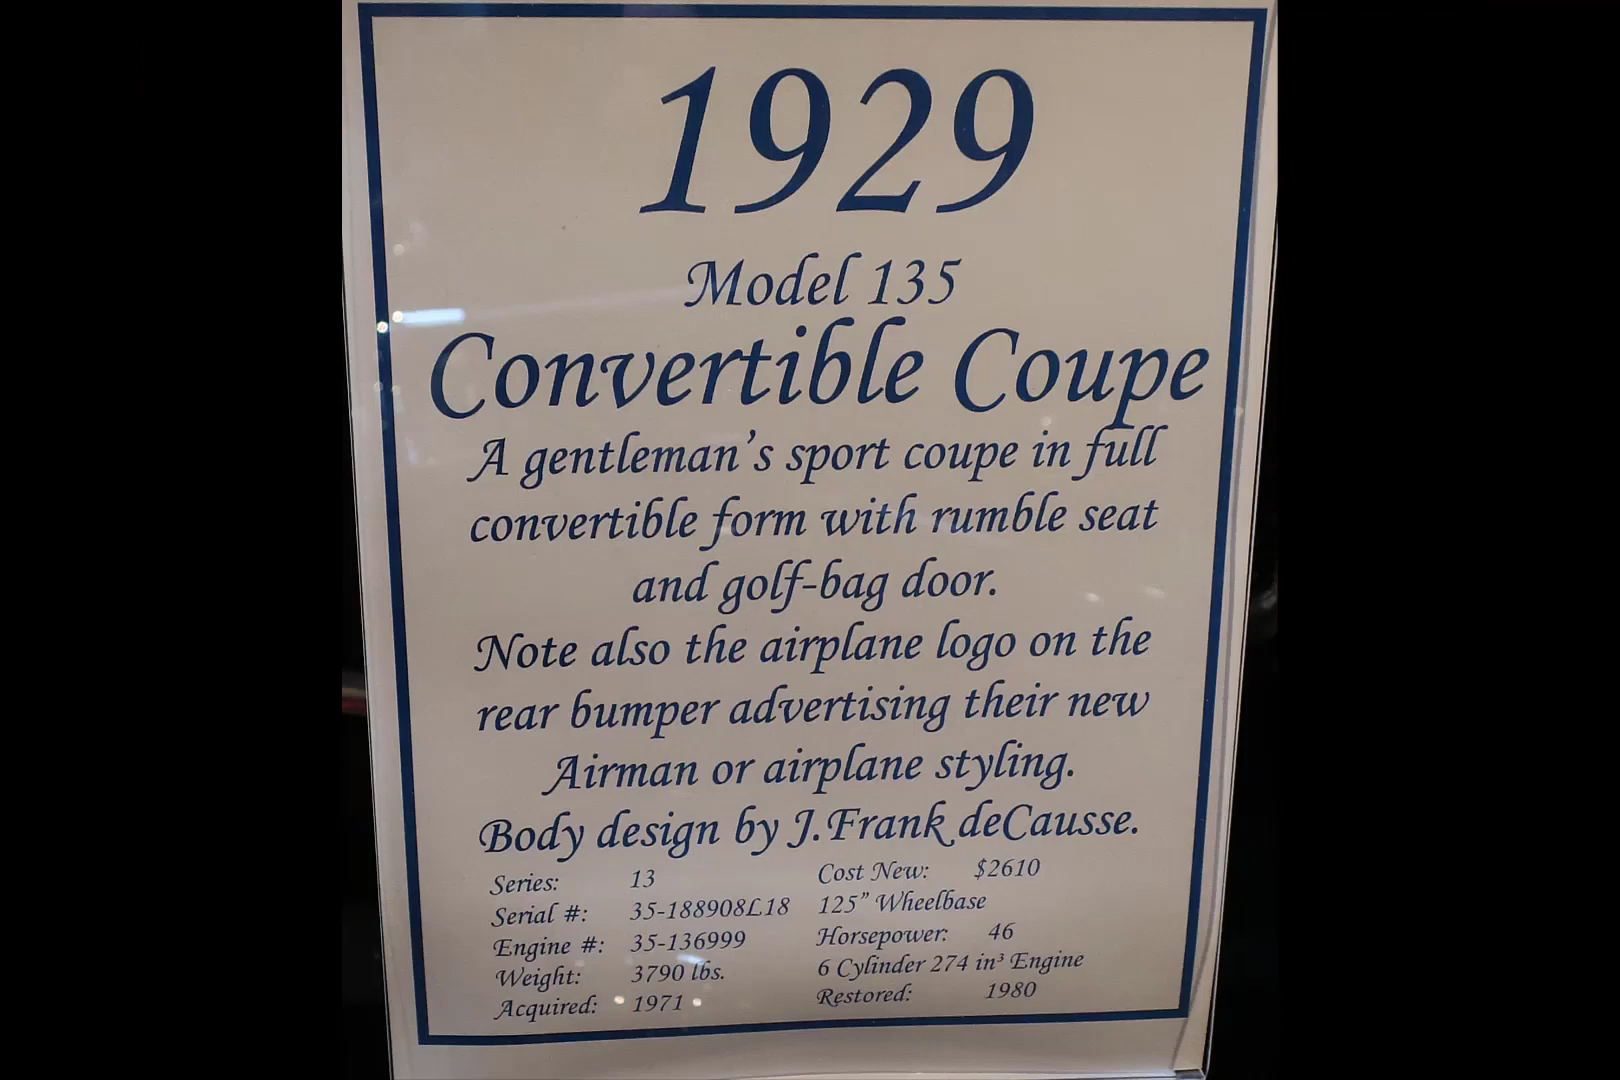 1929
Model 135
Convertible Coupe
A gentleman's sport coupe in full
convertible form with rumble seat
and golf-bag door.
Note also the airplane logo on the
rear bumper advertising their new
Airman or airplane styling.
Body design by J.Frank deCausse.
Series: 13 Cost New: $2610
Serial #: 35-188908L18 125" Wheelbase
Engine #: 35-136999 Horsepower: 46
Weight: 3790 lbs. 6 Cylinder 274 in³ Engine
Acquired: 1971 Restored: 1980